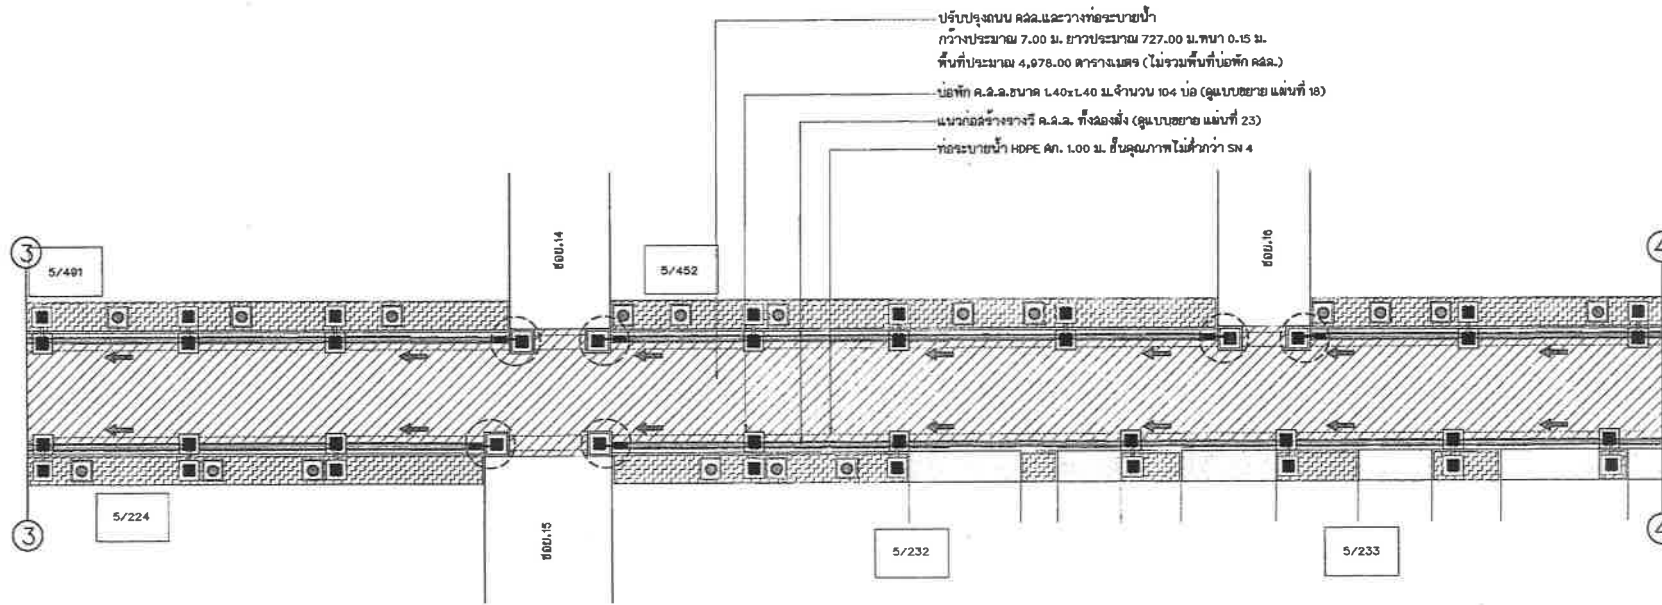 ปรับปรุงถนน คสล.และวางท่อระบายน้ำ
กว้างประมาณ 7.00 ม. ยาวประมาณ 727.00 ม.หนา 0.15 ม.
พื้นที่ประมาณ 4,978.00 ตารางเมตร (ไม่รวมพื้นที่บ่อพัก คสล.)
บ่อพัก ค.ส.ล.ขนาด 1.40x1.40 ม.จำนวน 104 บ่อ (ดูแบบขยาย แผ่นที่ 18)
แนวก่อสร้างรางวี ค.ส.ล. ทั้งสองฝั่ง (ดูแบบขยาย แผ่นที่ 23)
ท่อระบายน้ำ HDPE ศก. 1.00 ม. ชั้นคุณภาพไม่ต่ำกว่า SN 4
3
5/491
ซอย.14
5/452
ซอย.16
4
3
5/224
ซอย.15
5/232
5/233
4